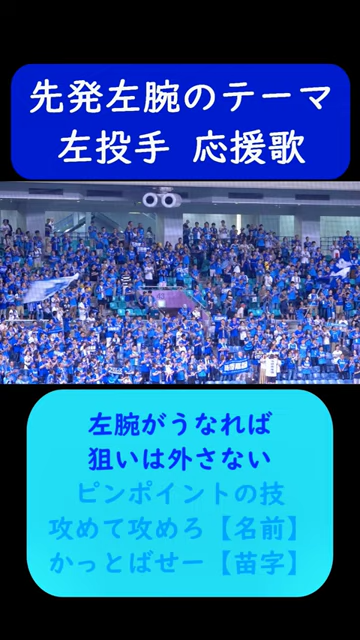 先発左腕のテーマ
左投手 応援歌
左腕がうなれば
狙いは外さない
ピンポイントの技
攻めて攻めろ【名前】
かっとばせー【苗字】